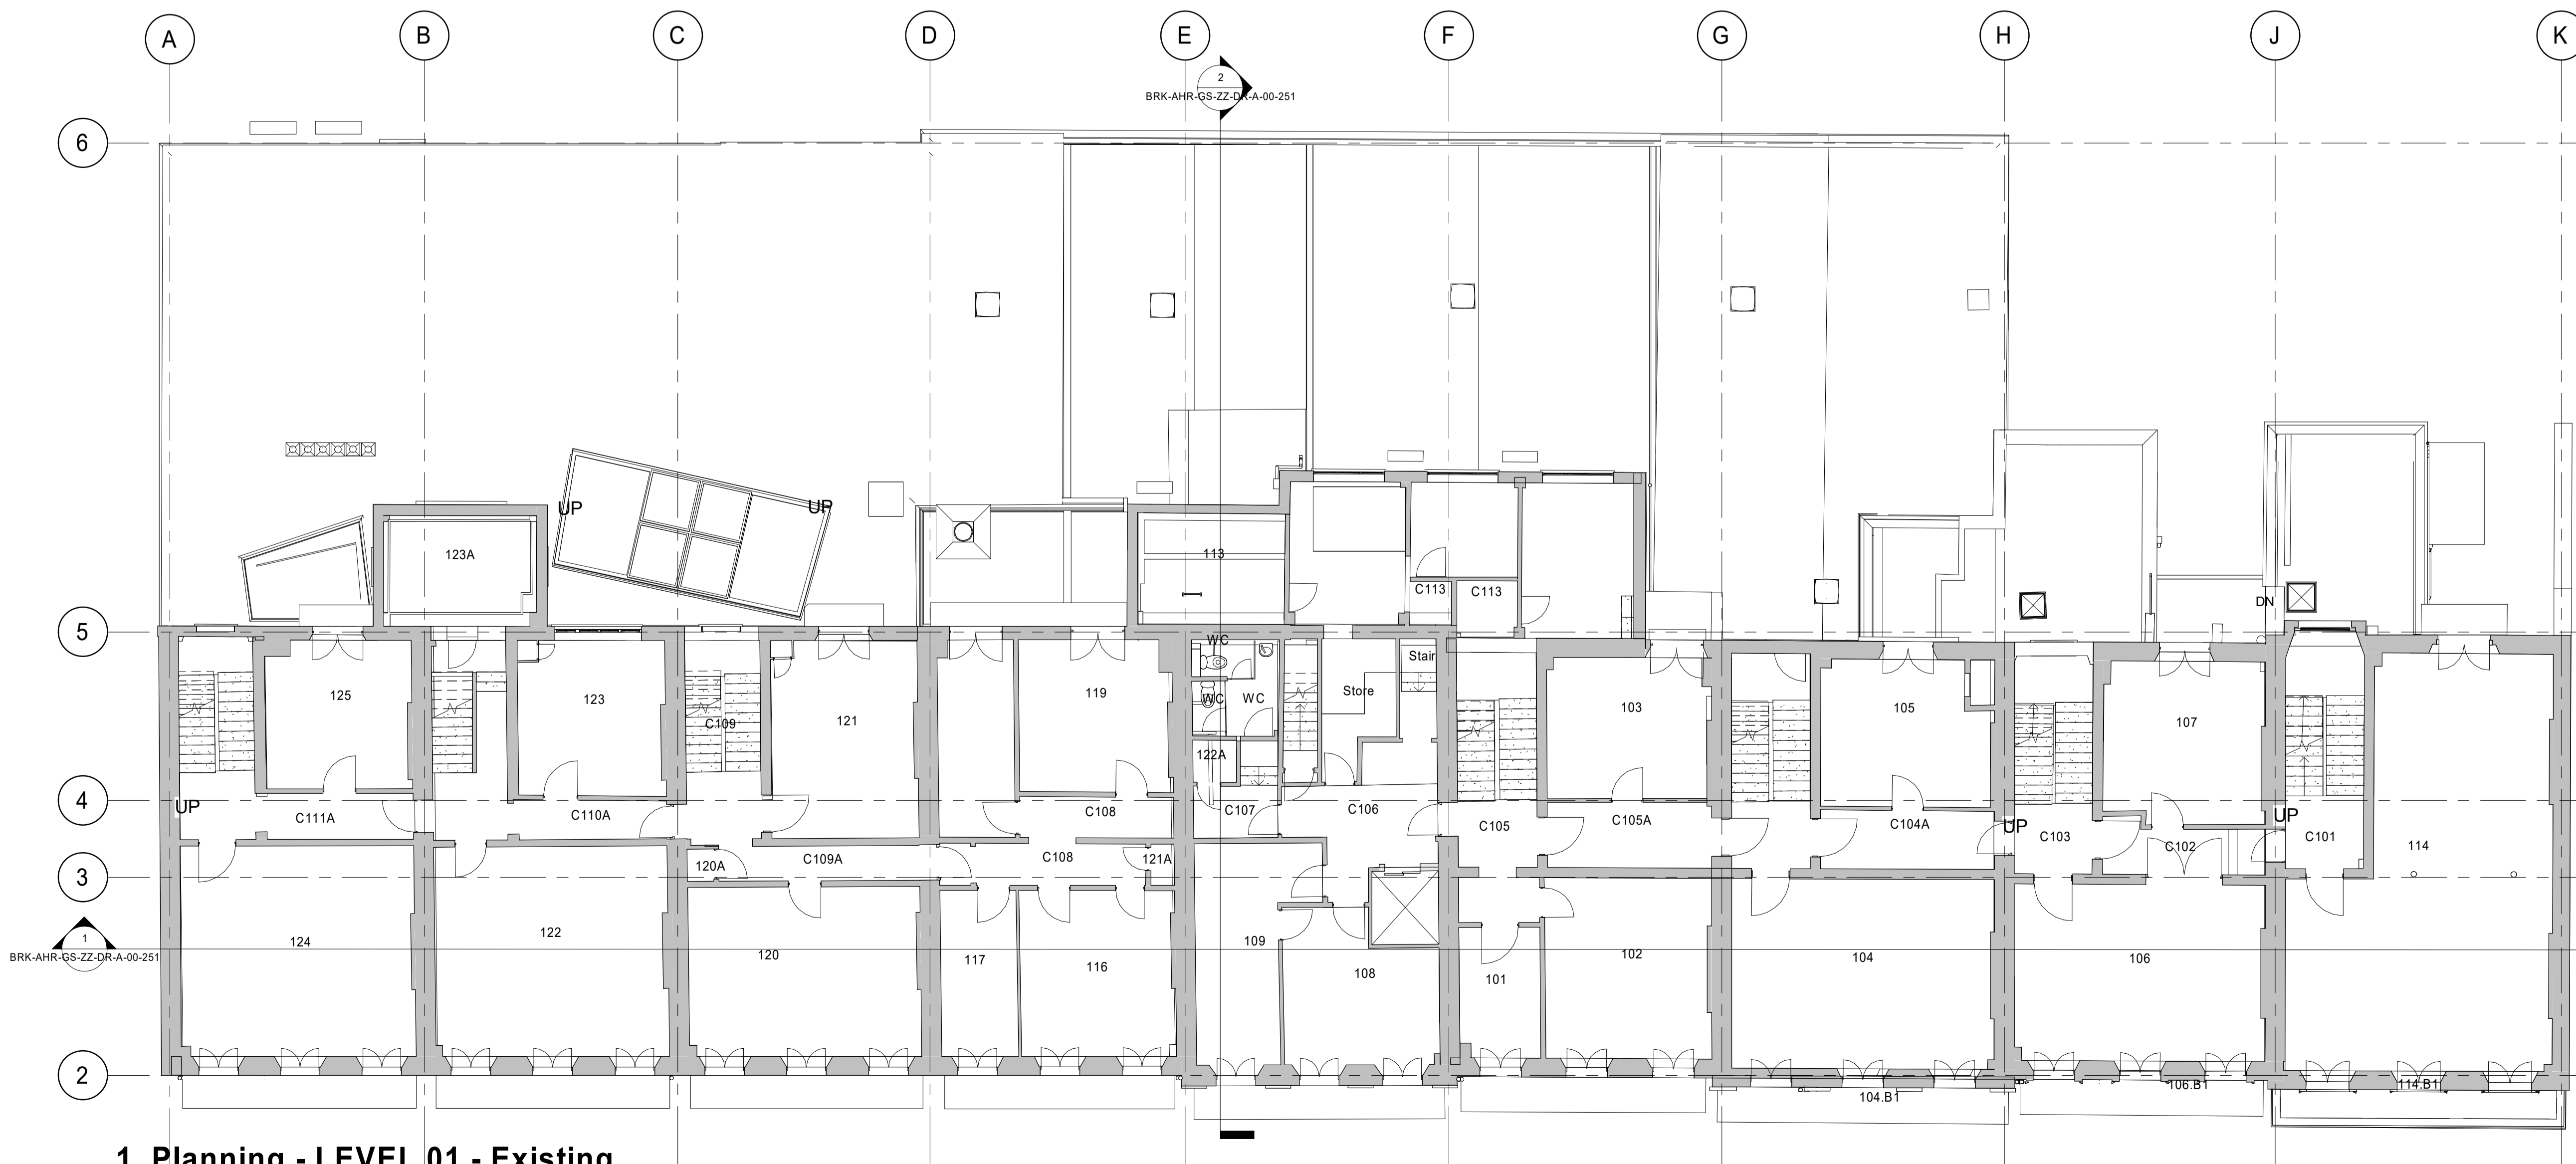 A B C D E F G H J K
2
BRK-AHR-GS-ZZ-DR-A-00-251
6
UP UP
123A
113
C113 C113
DN
5
WC
Stair
125
123
C109
121
119
WC WC
Store
103
105
107
122A
4
UP
C111A
C110A
C108
C107
C106
C105
C105A
C104A
UP
C103
C102
UP
C101
114
3
120A
C109A
C108
121A
1
BRK-AHR-GS-ZZ-DR-A-00-251
124
122
120
117
116
109
108
101
102
104
106
2
104.B1
106.B1
114.B1
1 Planning - LEVEL 01 - Existing